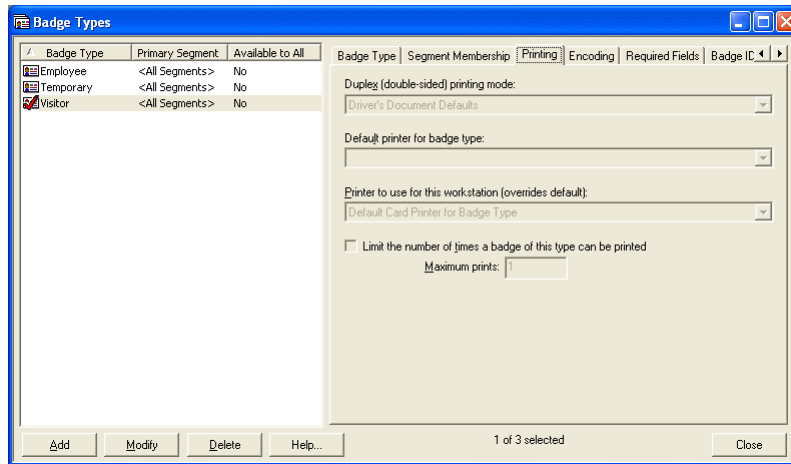 Badge Types
Badge Type Primary Segment Available to All
Employee <All Segments> No
Temporary <All Segments> No
Visitor <All Segments> No
Badge Type Segment Membership Printing Encoding Required Fields Badge ID
Duplex (double-sided) printing mode:
Driver's Document Defaults
Default printer for badge type:
Printer to use for this workstation (overrides default):
Default Card Printer for Badge Type
Limit the number of times a badge of this type can be printed
Maximum prints: 1
Add Modify Delete Help... 1 of 3 selected Close